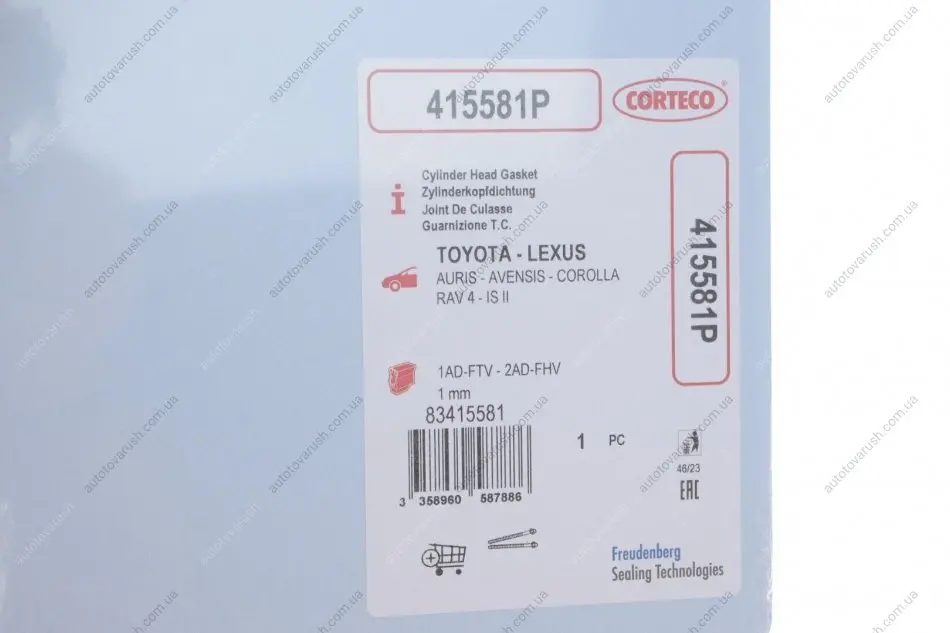 415581P
CORTECO
Cylinder Head Gasket
Zylinderkopfdichtung
Joint De Culasse
Guarnizione T.C.
415581P
TOYOTA - LEXUS
AURIS - AVENSIS - COROLLA
RAV 4 - IS II
1AD-FTV - 2AD-FHV
1 mm
83415581
3 358960 587886
1 PC
46/23
EAC
Freudenberg
Sealing Technologies
autotovarush.com.ua